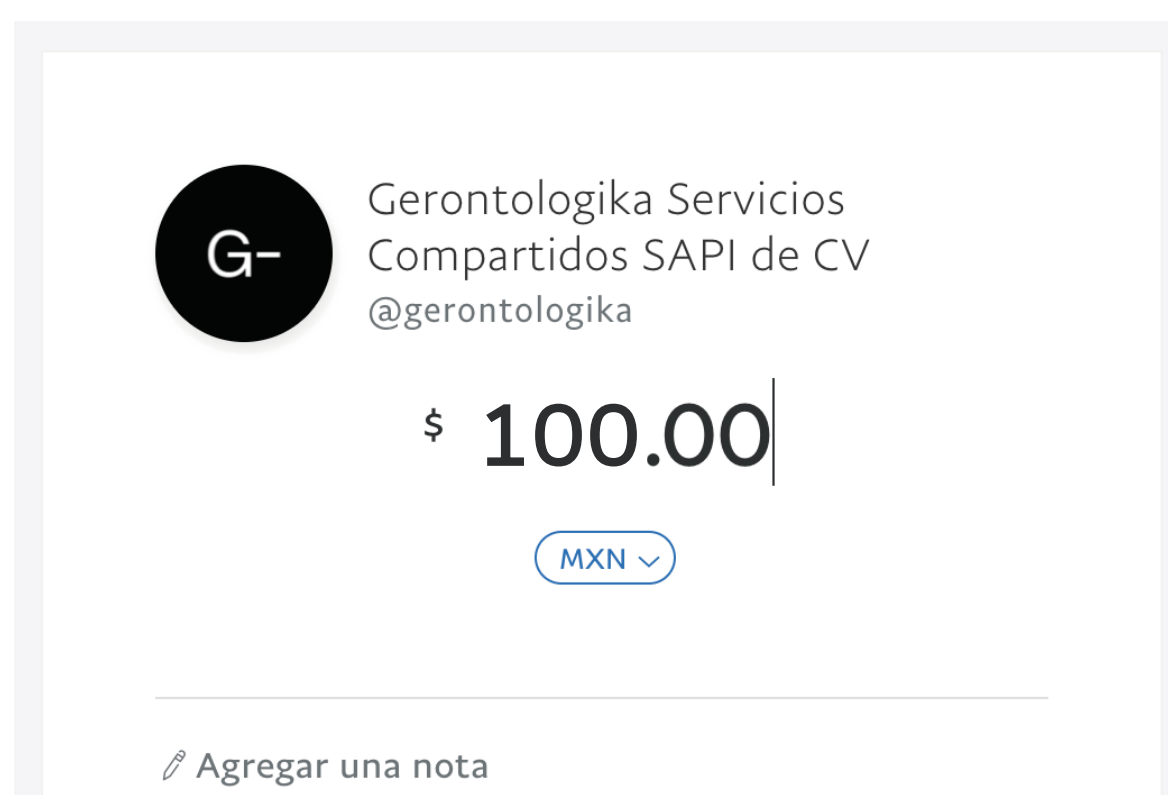 G-
Gerontologika Servicios
Compartidos SAPI de CV
@gerontologika
$ 100.00
MXN
Agregar una nota